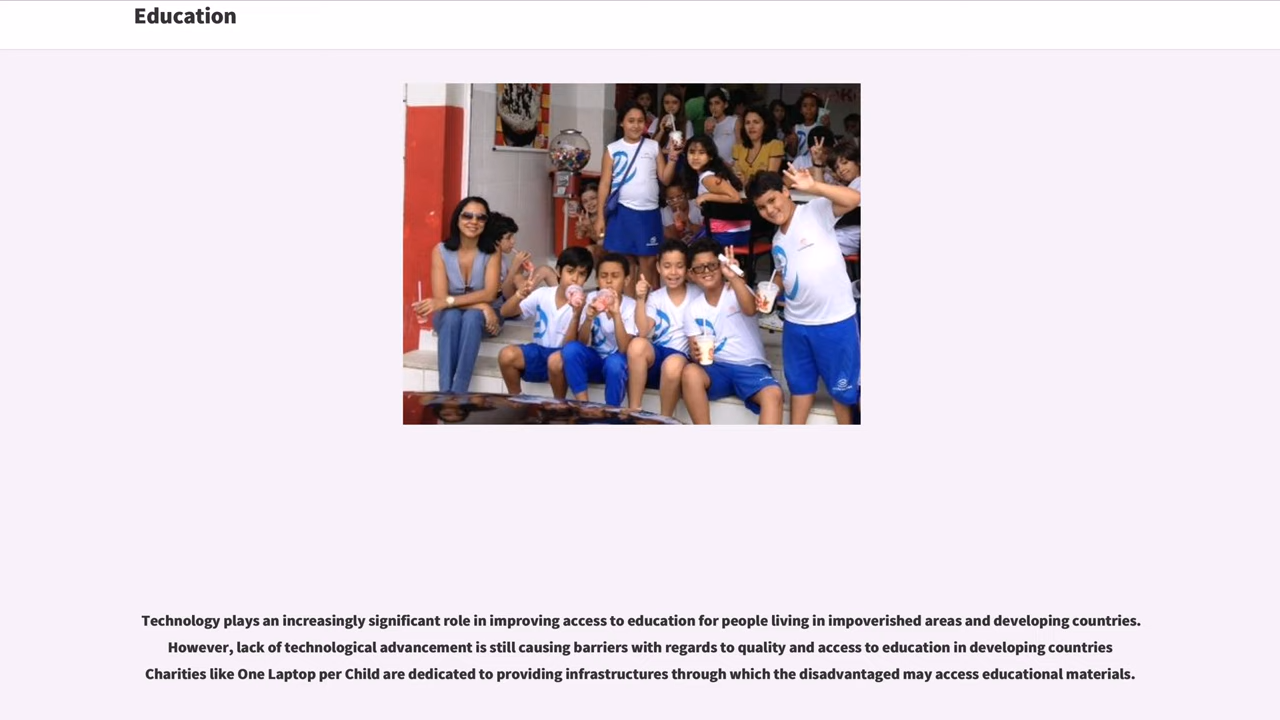 Education
Technology plays an increasingly significant role in improving access to education for people living in impoverished areas and developing countries.
However, lack of technological advancement is still causing barriers with regards to quality and access to education in developing countries
Charities like One Laptop per Child are dedicated to providing infrastructures through which the disadvantaged may access educational materials.